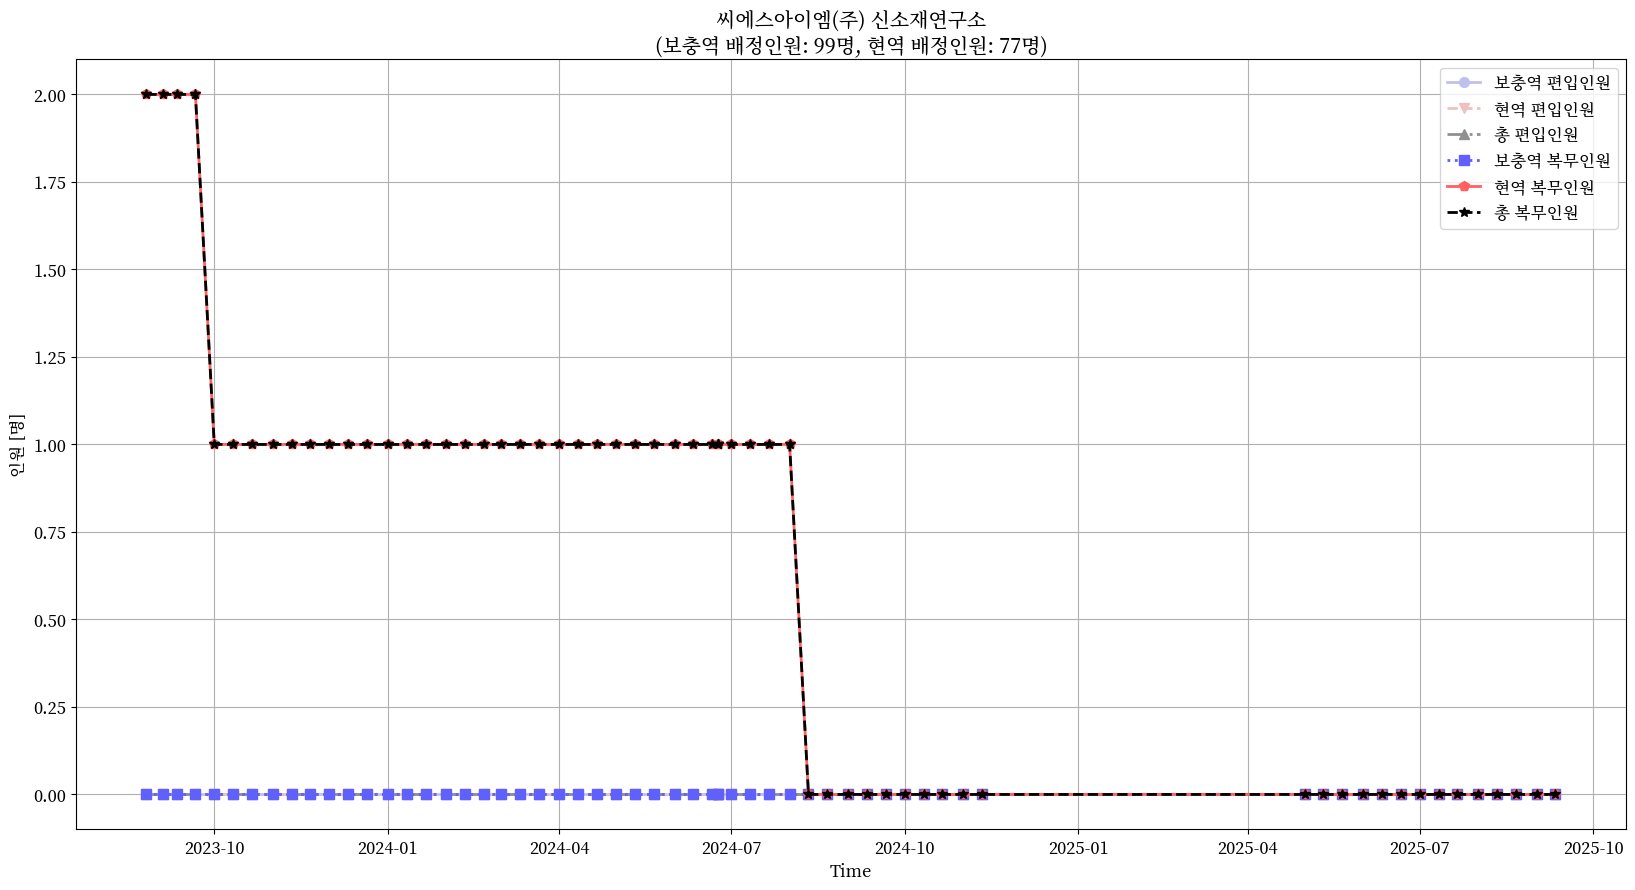 씨에스아이엠(주) 신소재연구소
(보충역 배정인원: 99명, 현역 배정인원: 77명)
보충역 편입인원
현역 편입인원
총 편입인원
보충역 복무인원
현역 복무인원
총 복무인원
2.00
1.75
1.50
1.25
1.00
0.75
0.50
0.25
0.00
인원 [명]
2023-10
2024-01
2024-04
2024-07
2024-10
2025-01
2025-04
2025-07
2025-10
Time